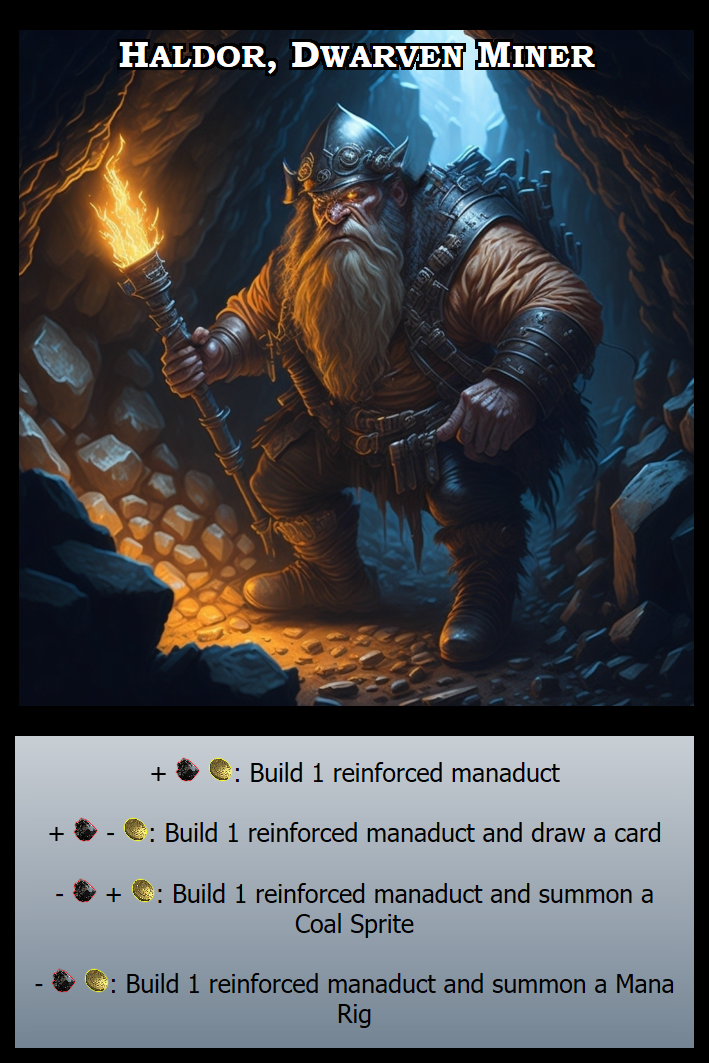 Haldor, Dwarven Miner
+ : Build 1 reinforced manaduct
+ - : Build 1 reinforced manaduct and draw a card
- + : Build 1 reinforced manaduct and summon a
Coal Sprite
- : Build 1 reinforced manaduct and summon a Mana
Rig